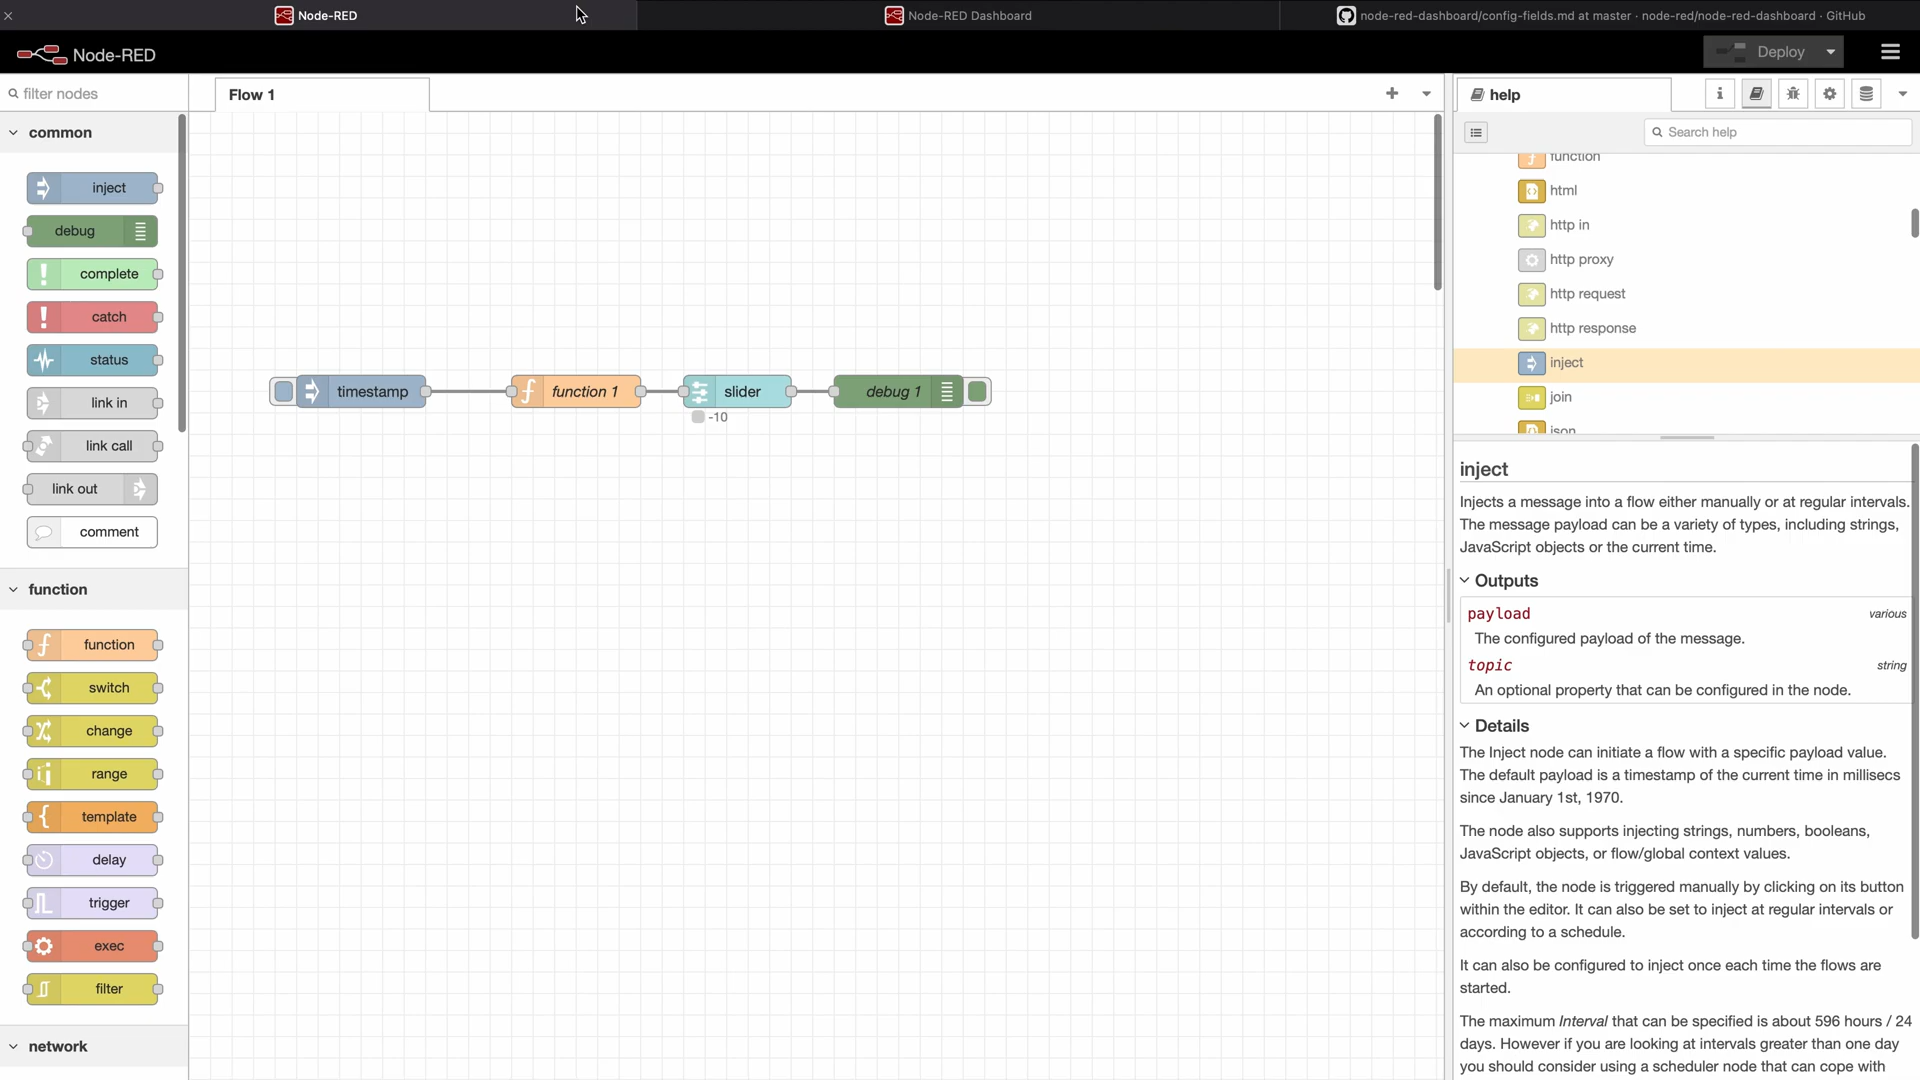 Node-RED
Node-RED Dashboard
node-red-dashboard/config-fields.md at master · node-red/node-red-dashboard · GitHub
Node-RED
Deploy
filter nodes
Flow 1
help
common
Search help
inject
debug
complete
catch
status
link in
link call
link out
comment
function
function
switch
change
range
template
delay
trigger
exec
filter
network
timestamp
function 1
slider
-10
debug 1
function
html
http in
http proxy
http request
http response
inject
join
json
inject
Injects a message into a flow either manually or at regular intervals.
The message payload can be a variety of types, including strings,
JavaScript objects or the current time.
Outputs
payload various
The configured payload of the message.
topic string
An optional property that can be configured in the node.
Details
The Inject node can initiate a flow with a specific payload value.
The default payload is a timestamp of the current time in millisecs
since January 1st, 1970.
The node also supports injecting strings, numbers, booleans,
JavaScript objects, or flow/global context values.
By default, the node is triggered manually by clicking on its button
within the editor. It can also be set to inject at regular intervals or
according to a schedule.
It can also be configured to inject once each time the flows are
started.
The maximum Interval that can be specified is about 596 hours / 24
days. However if you are looking at intervals greater than one day
you should consider using a scheduler node that can cope with